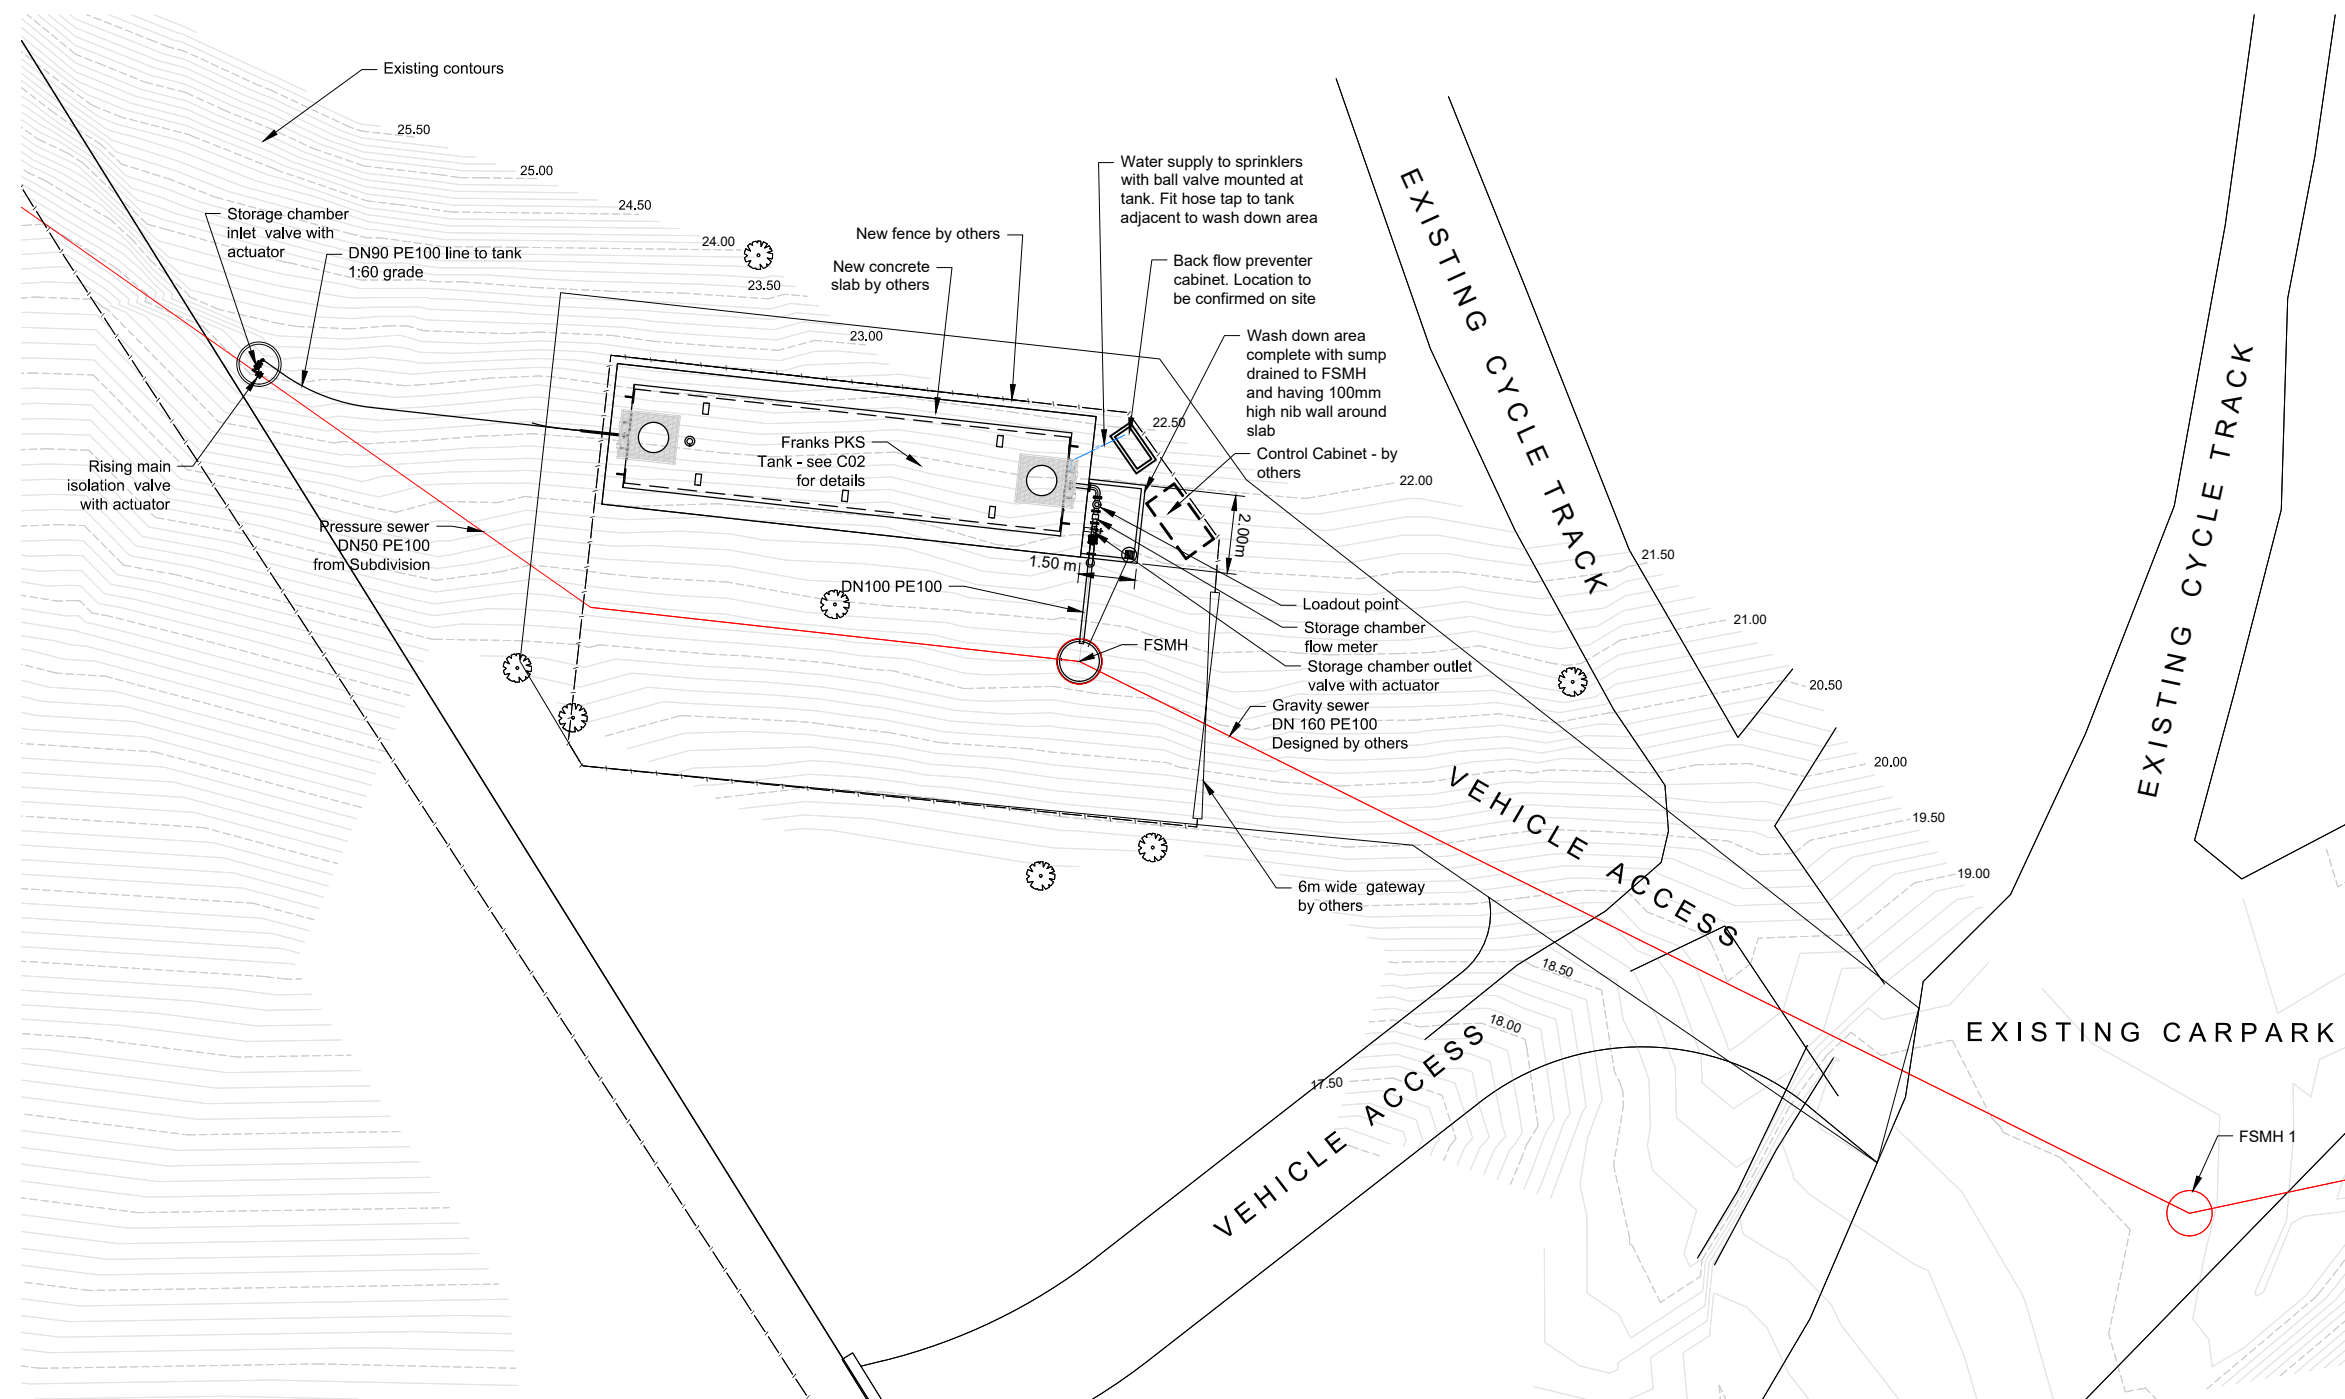 Existing contours
25.50
25.00
24.50
24.00
23.50
23.00
22.50
22.00
21.50
21.00
20.50
20.00
19.50
19.00
18.50
18.00
17.50
Storage chamber
inlet valve with
actuator
DN90 PE100 line to tank
1:60 grade
Rising main
isolation valve
with actuator
Pressure sewer
DN50 PE100
from Subdivision
New fence by others
New concrete
slab by others
Franks PKS
Tank - see C02
for details
Water supply to sprinklers
with ball valve mounted at
tank. Fit hose tap to tank
adjacent to wash down area
Back flow preventer
cabinet. Location to
be confirmed on site
Wash down area
complete with sump
drained to FSMH
and having 100mm
high nib wall around
slab
Control Cabinet - by
others
2.00m
1.50 m
DN100 PE100
FSMH
Loadout point
Storage chamber
flow meter
Storage chamber outlet
valve with actuator
Gravity sewer
DN 160 PE100
Designed by others
6m wide gateway
by others
EXISTING CYCLE TRACK
EXISTING CYCLE TRACK
VEHICLE ACCESS
VEHICLE ACCESS
EXISTING CARPARK
FSMH 1